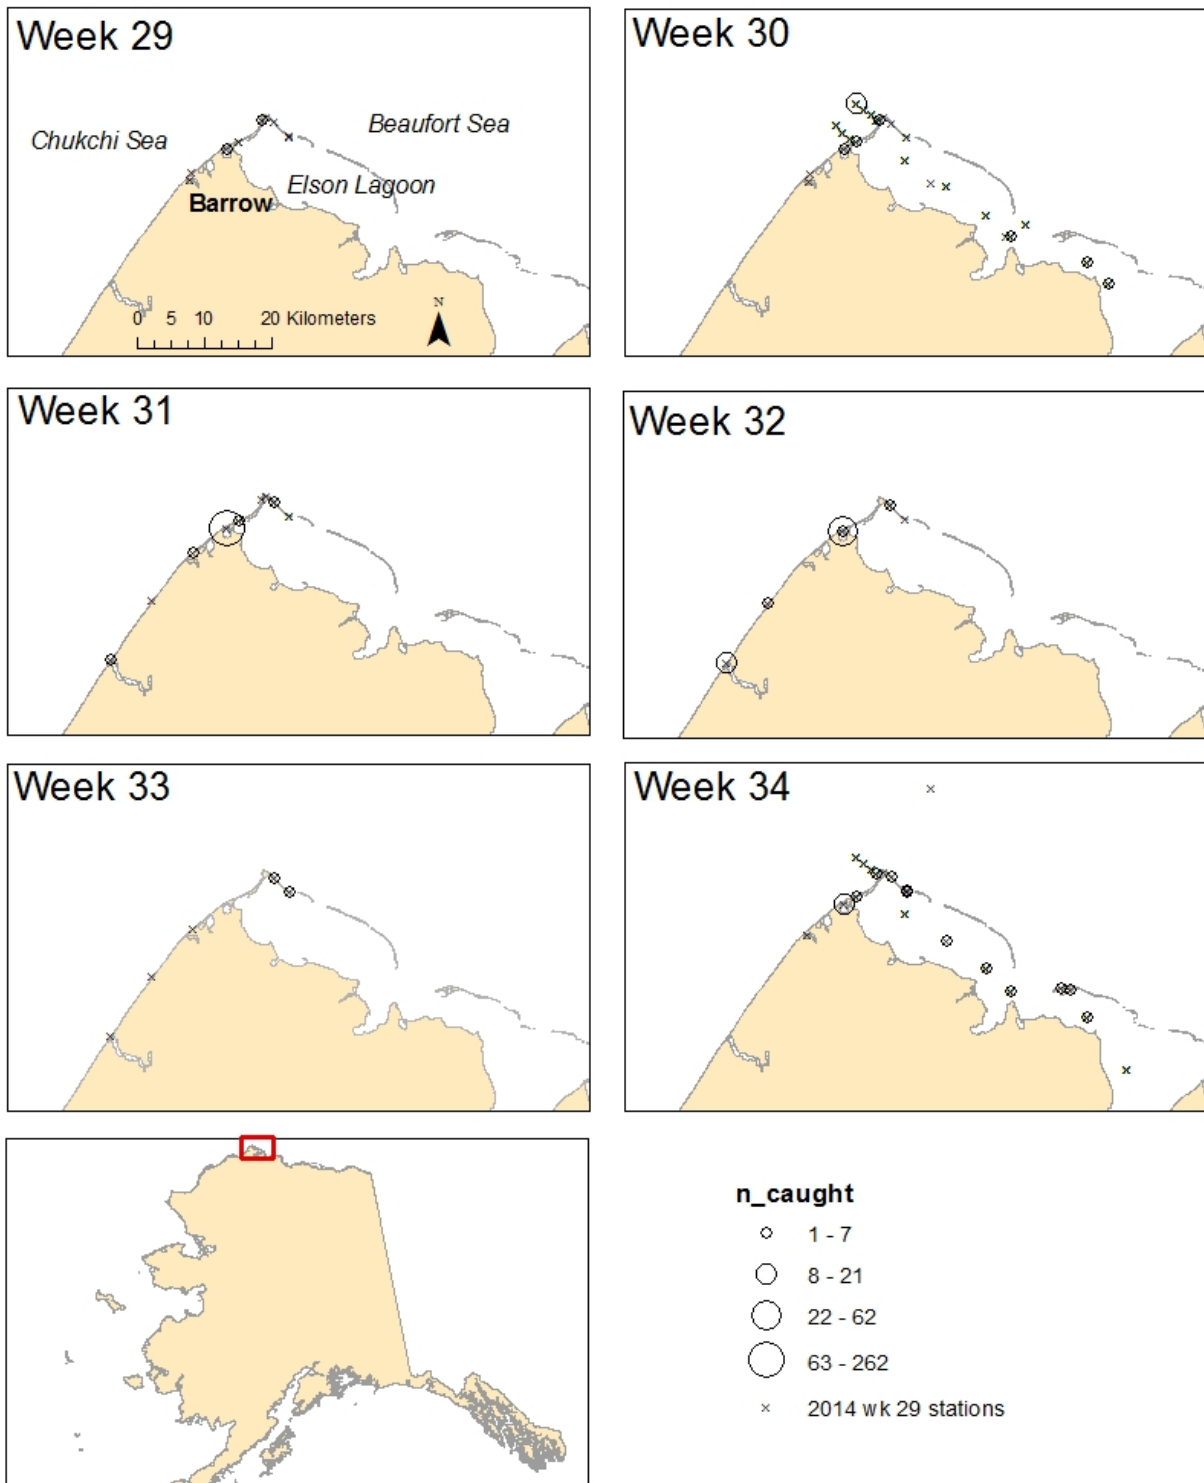 Week 29
Chukchi Sea
Beaufort Sea
Elson Lagoon
Barrow
0 5 10 20 Kilometers
N
Week 30
Week 31
Week 32
Week 33
Week 34
n_caught
1 - 7
8 - 21
22 - 62
63 - 262
2014 wk 29 stations